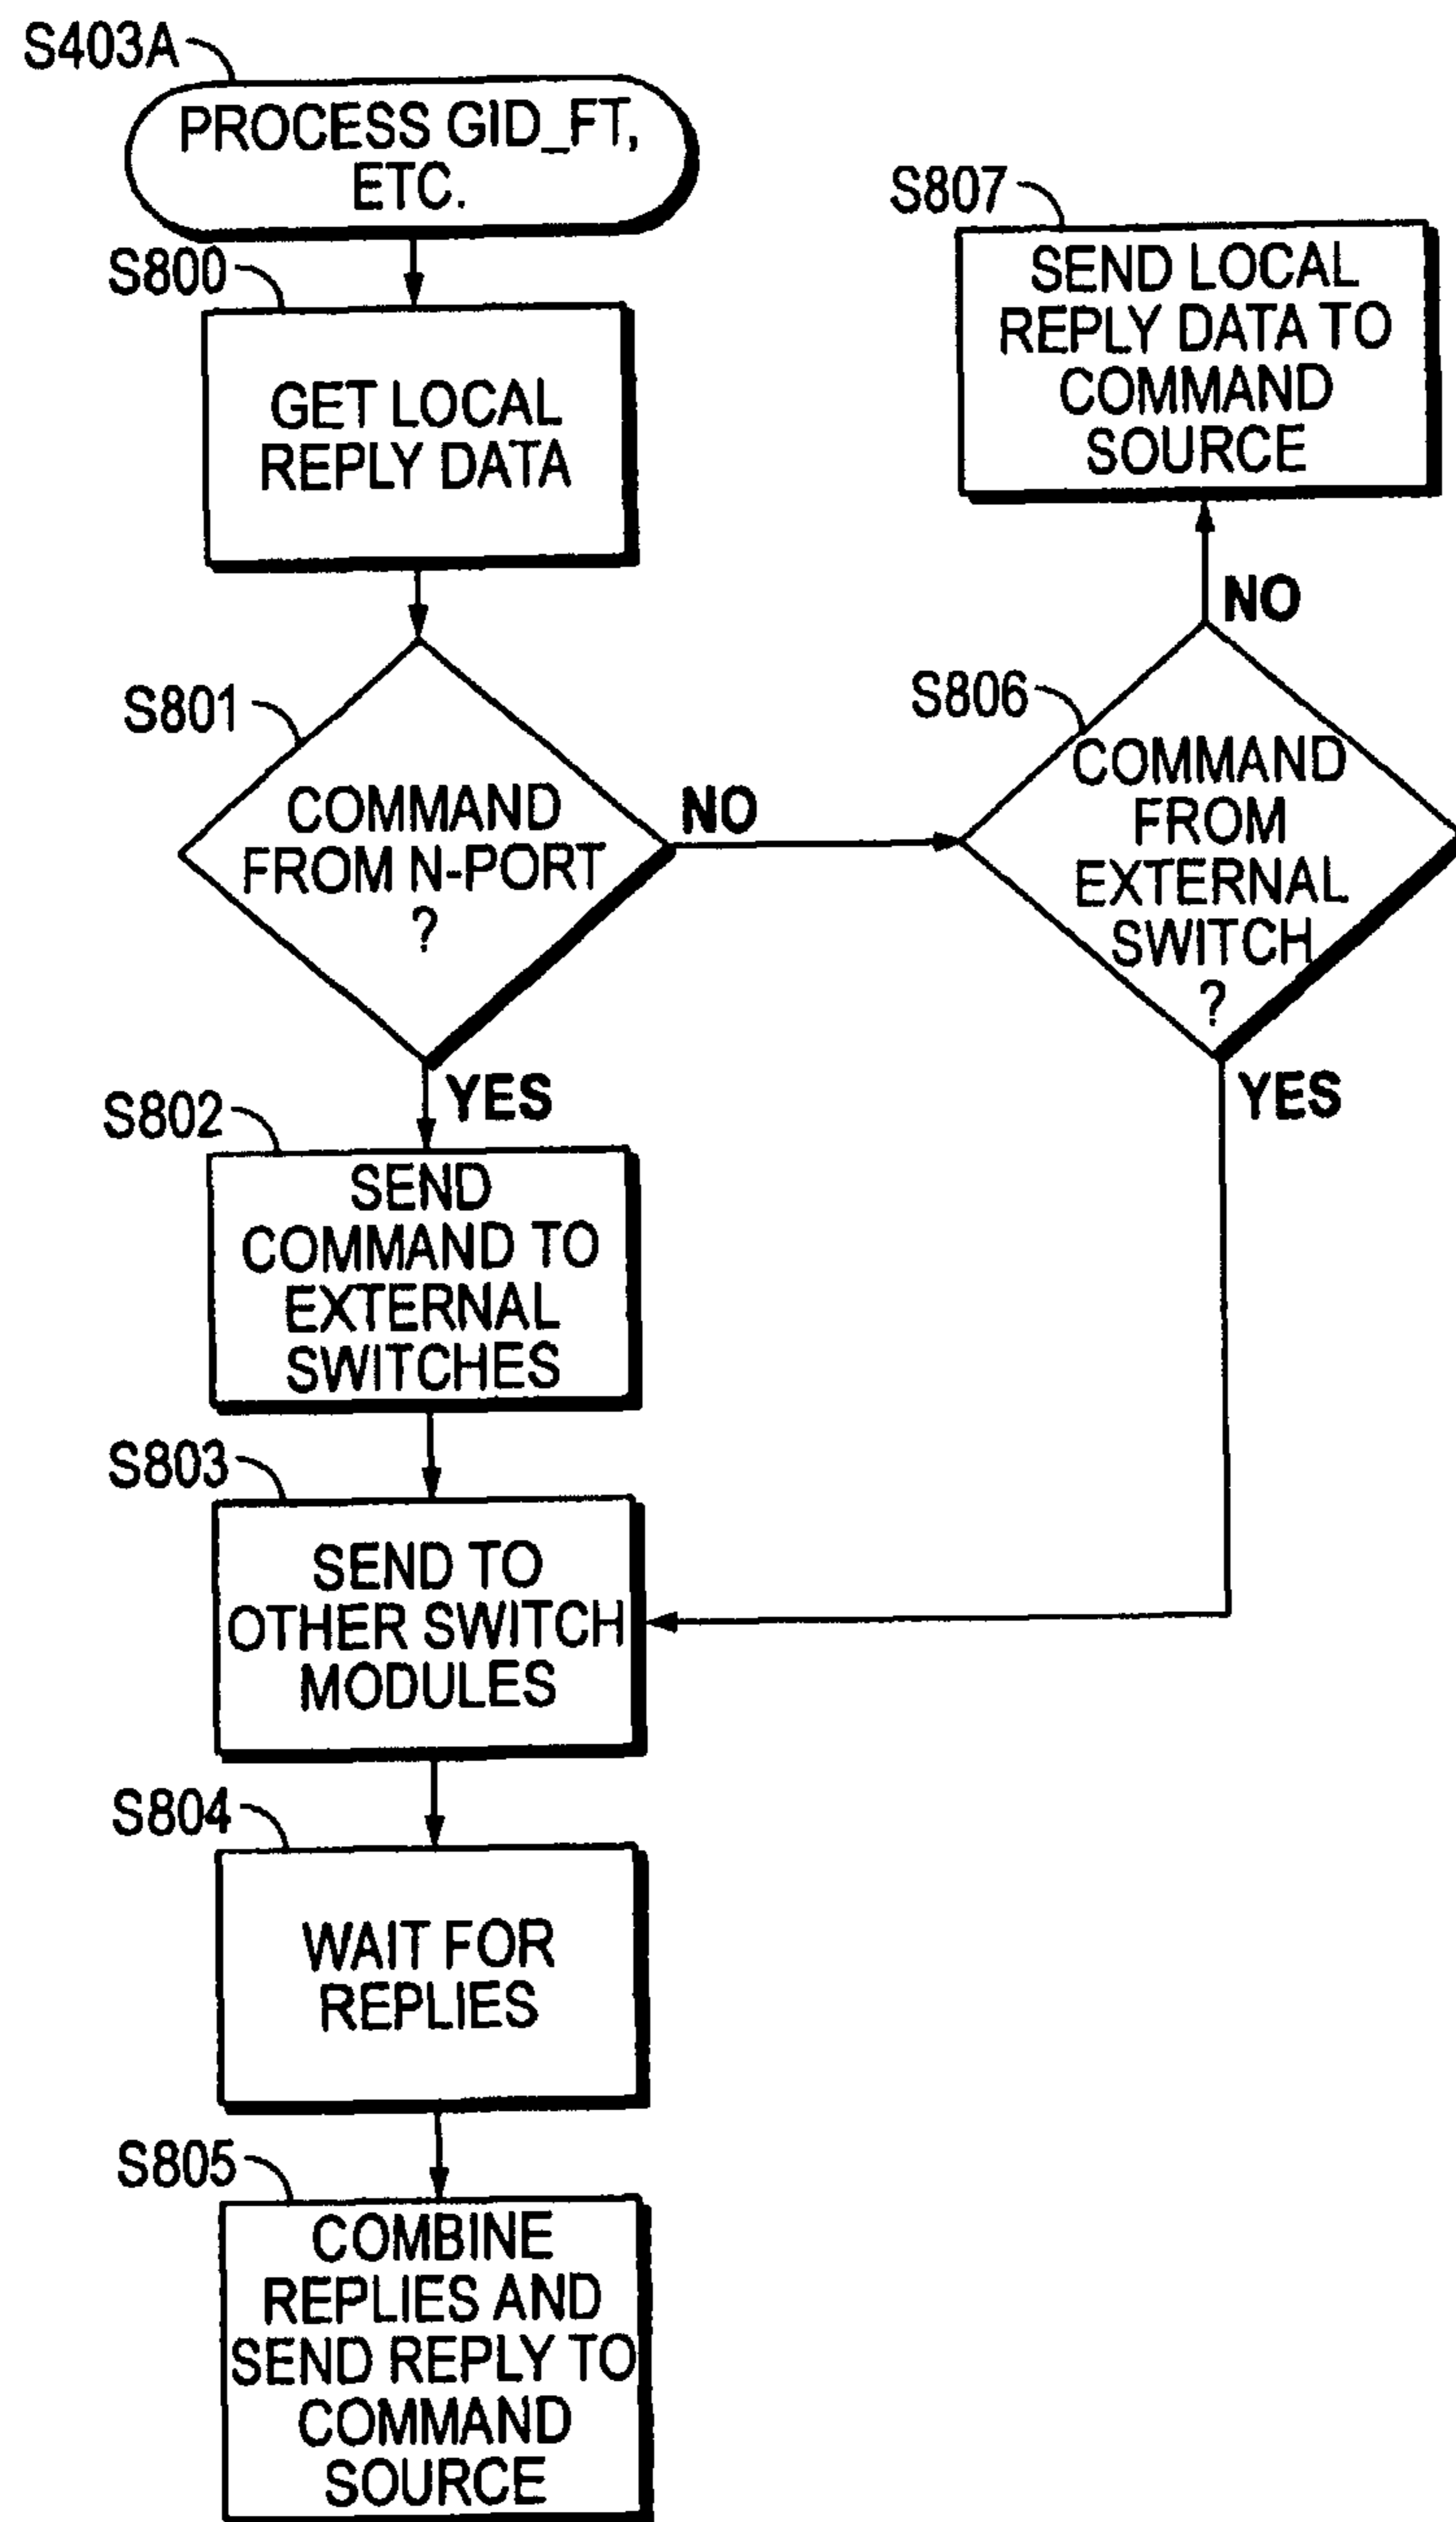 S403A
PROCESS GID_FT,
ETC.
S800
GET LOCAL
REPLY DATA
S801
COMMAND
FROM N-PORT
?
NO
YES
S802
SEND
COMMAND TO
EXTERNAL
SWITCHES
S803
SEND TO
OTHER SWITCH
MODULES
S804
WAIT FOR
REPLIES
S805
COMBINE
REPLIES AND
SEND REPLY TO
COMMAND
SOURCE
S807
SEND LOCAL
REPLY DATA TO
COMMAND
SOURCE
NO
S806
COMMAND
FROM
EXTERNAL
SWITCH
?
YES